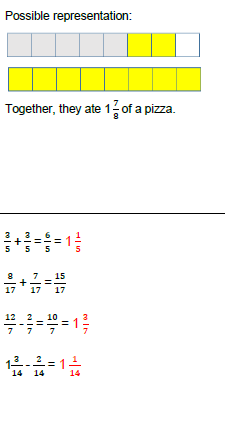 Possible representation:
Together, they ate 1 7/8 of a pizza.
3/5 + 3/5 = 6/5 = 1 1/5
8/17 + 7/17 = 15/17
12/7 - 2/7 = 10/7 = 1 3/7
1 3/14 - 2/14 = 1 1/14